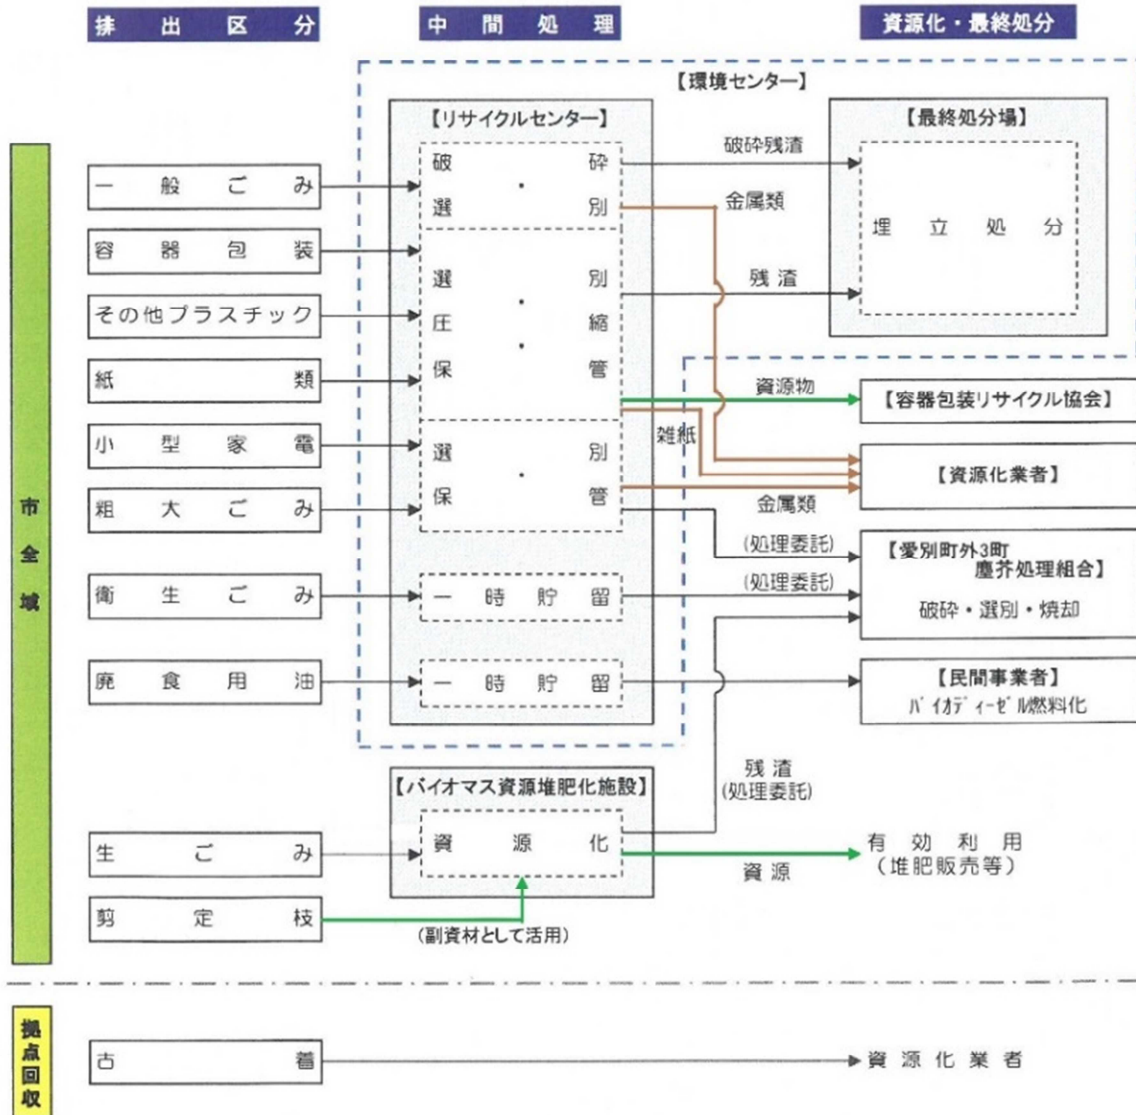 排出区分
中間処理
資源化・最終処分
【環境センター】
【リサイクルセンター】
【最終処分場】
市全域
一般ごみ
容器包装
その他プラスチック
紙類
小型家電
粗大ごみ
衛生ごみ
廃食用油
破砕
・
選別
選別
・
圧縮
・
保管
選別
・
保管
一時貯留
一時貯留
破砕残渣
金属類
残渣
資源物
雑紙
金属類
(処理委託)
(処理委託)
埋立処分
【容器包装リサイクル協会】
【資源化業者】
【愛別町外3町
塵芥処理組合】
破砕・選別・焼却
【民間事業者】
バイオディーゼル燃料化
【バイオマス資源堆肥化施設】
生ごみ
剪定枝
資源化
(副資材として活用)
残渣
(処理委託)
資源
有効利用
(堆肥販売等)
拠点回収
古着
資源化業者